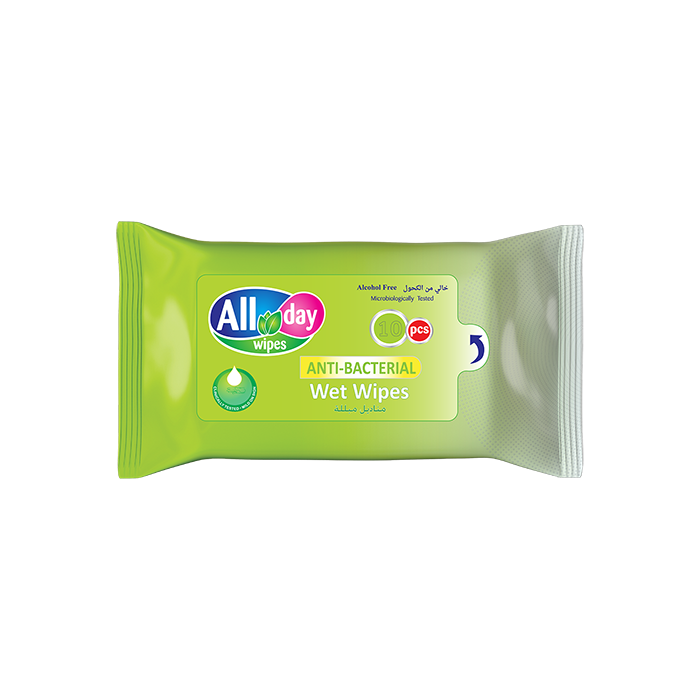 All day
wipes
Alcohol Free خالي من الكحول
Microbiologically Tested
10 pcs
ANTI-BACTERIAL
Wet Wipes
مناديل مبللة